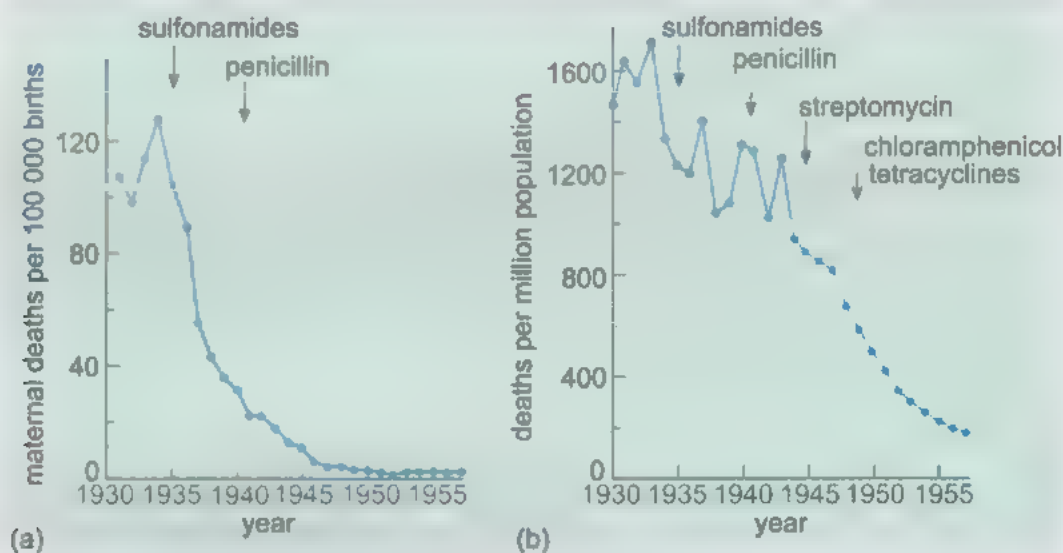 sulfonamides
penicillin
maternal deaths per 100 000 births
120
80
40
0
1930 1935 1940 1945 1950 1955
year
(a)
sulfonamides
penicillin
streptomycin
chloramphenicol
tetracyclines
deaths per million population
1600
1200
800
400
0
1930 1935 1940 1945 1950 1955
year
(b)